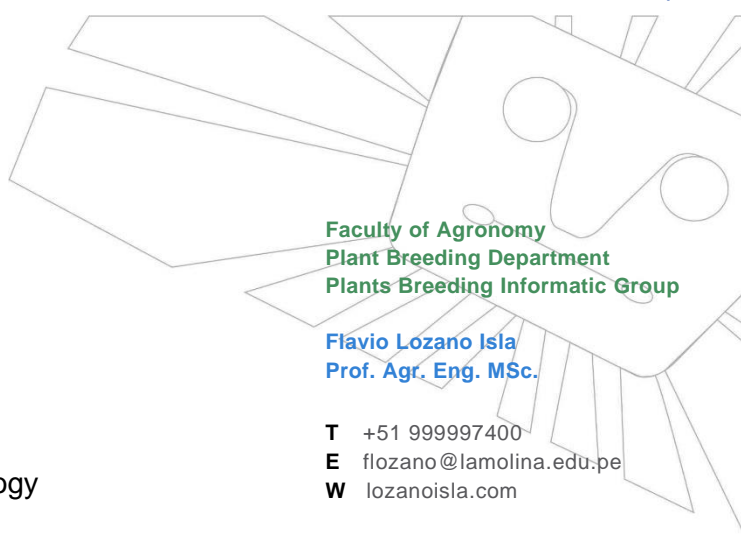 Faculty of Agronomy
Plant Breeding Department
Plants Breeding Informatic Group
Flavio Lozano Isla
Prof. Agr. Eng. MSc.
T +51 999997400
E flozano@lamolina.edu.pe
ogy
W lozanoisla.com